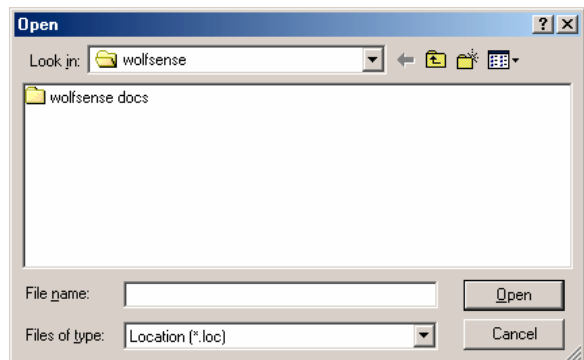 Open
Look in: wolfsense
wolfsense docs
File name: Open
Files of type: Location (*.loc) Cancel